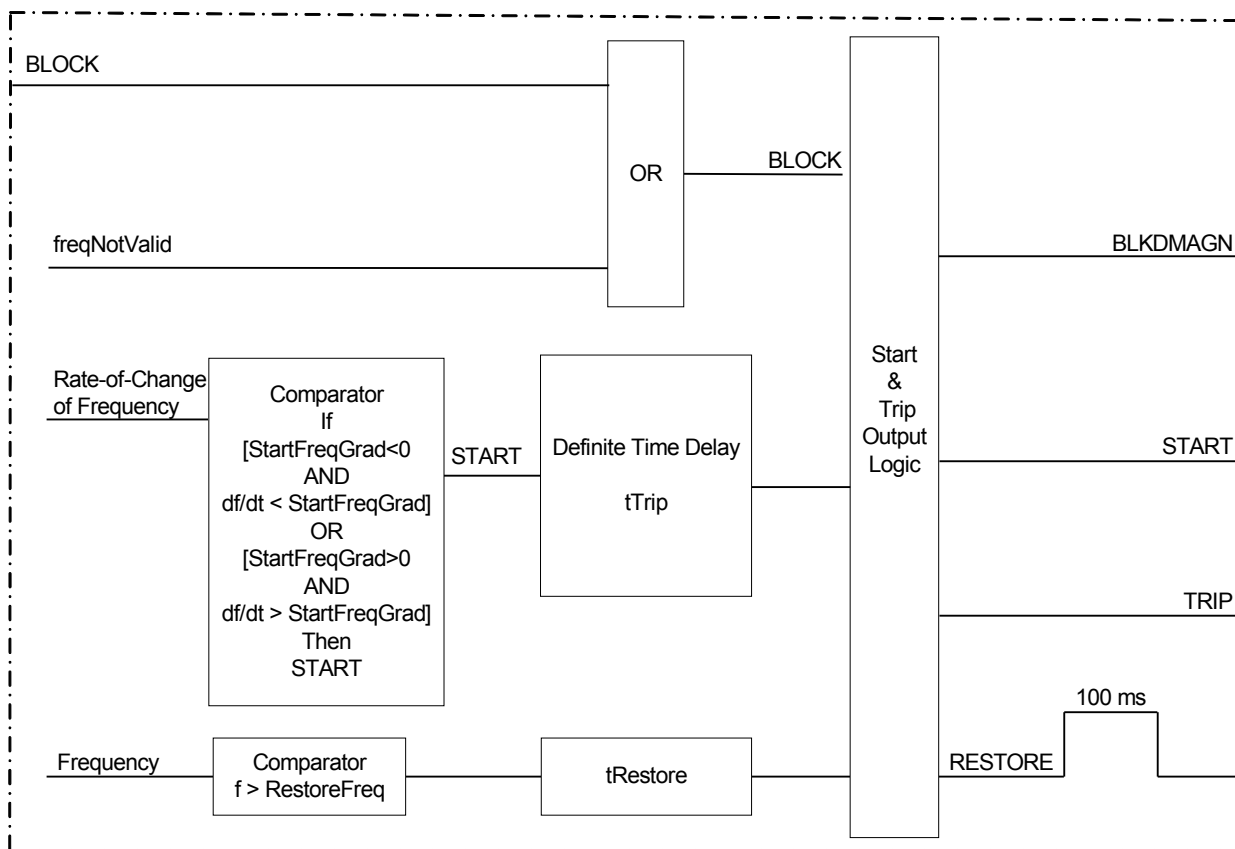 BLOCK
OR
BLOCK
freqNotValid
BLKDMAGN
Rate-of-Change
of Frequency
Comparator
If
[StartFreqGrad<0
AND
df/dt < StartFreqGrad]
OR
[StartFreqGrad>0
AND
df/dt > StartFreqGrad]
Then
START
START
Definite Time Delay
tTrip
Start
&
Trip
Output
Logic
START
TRIP
100 ms
Frequency
Comparator
f > RestoreFreq
tRestore
RESTORE